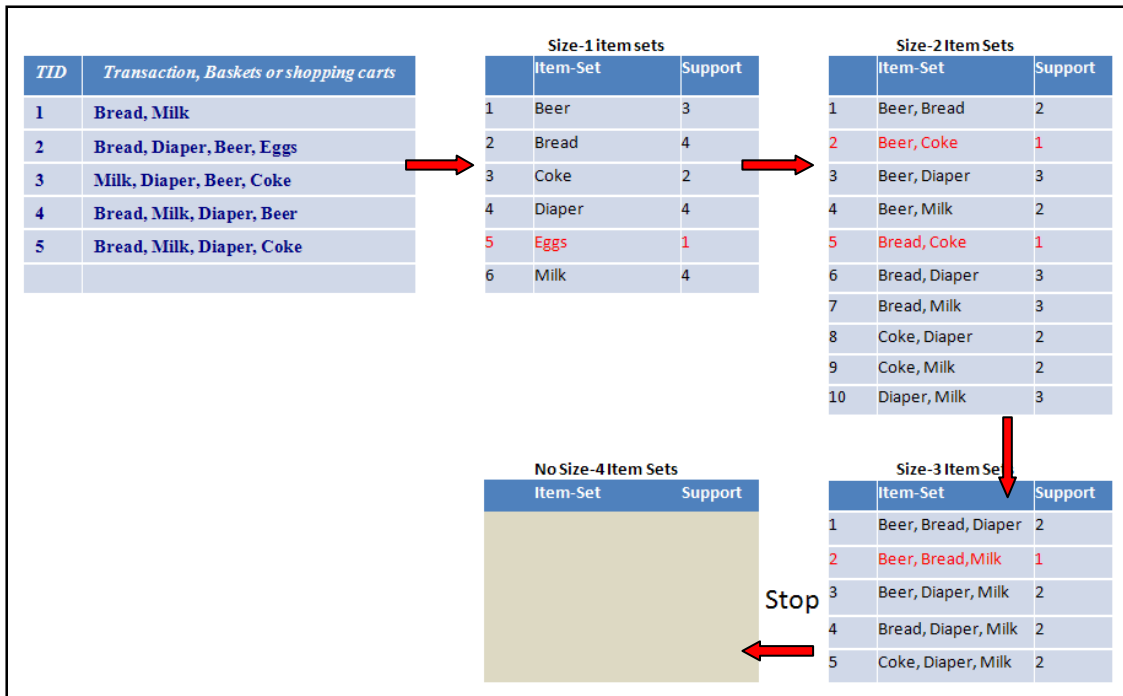 TID Transaction, Baskets or shopping carts
1 Bread, Milk
2 Bread, Diaper, Beer, Eggs
3 Milk, Diaper, Beer, Coke
4 Bread, Milk, Diaper, Beer
5 Bread, Milk, Diaper, Coke
Size-1 item sets
Item-Set Support
1 Beer 3
2 Bread 4
3 Coke 2
4 Diaper 4
5 Eggs 1
6 Milk 4
Size-2 Item Sets
Item-Set Support
1 Beer, Bread 2
2 Beer, Coke 1
3 Beer, Diaper 3
4 Beer, Milk 2
5 Bread, Coke 1
6 Bread, Diaper 3
7 Bread, Milk 3
8 Coke, Diaper 2
9 Coke, Milk 2
10 Diaper, Milk 3
No Size-4 Item Sets
Item-Set Support
Stop
Size-3 Item Sets
Item-Set Support
1 Beer, Bread, Diaper 2
2 Beer, Bread,Milk 1
3 Beer, Diaper, Milk 2
4 Bread, Diaper, Milk 2
5 Coke, Diaper, Milk 2